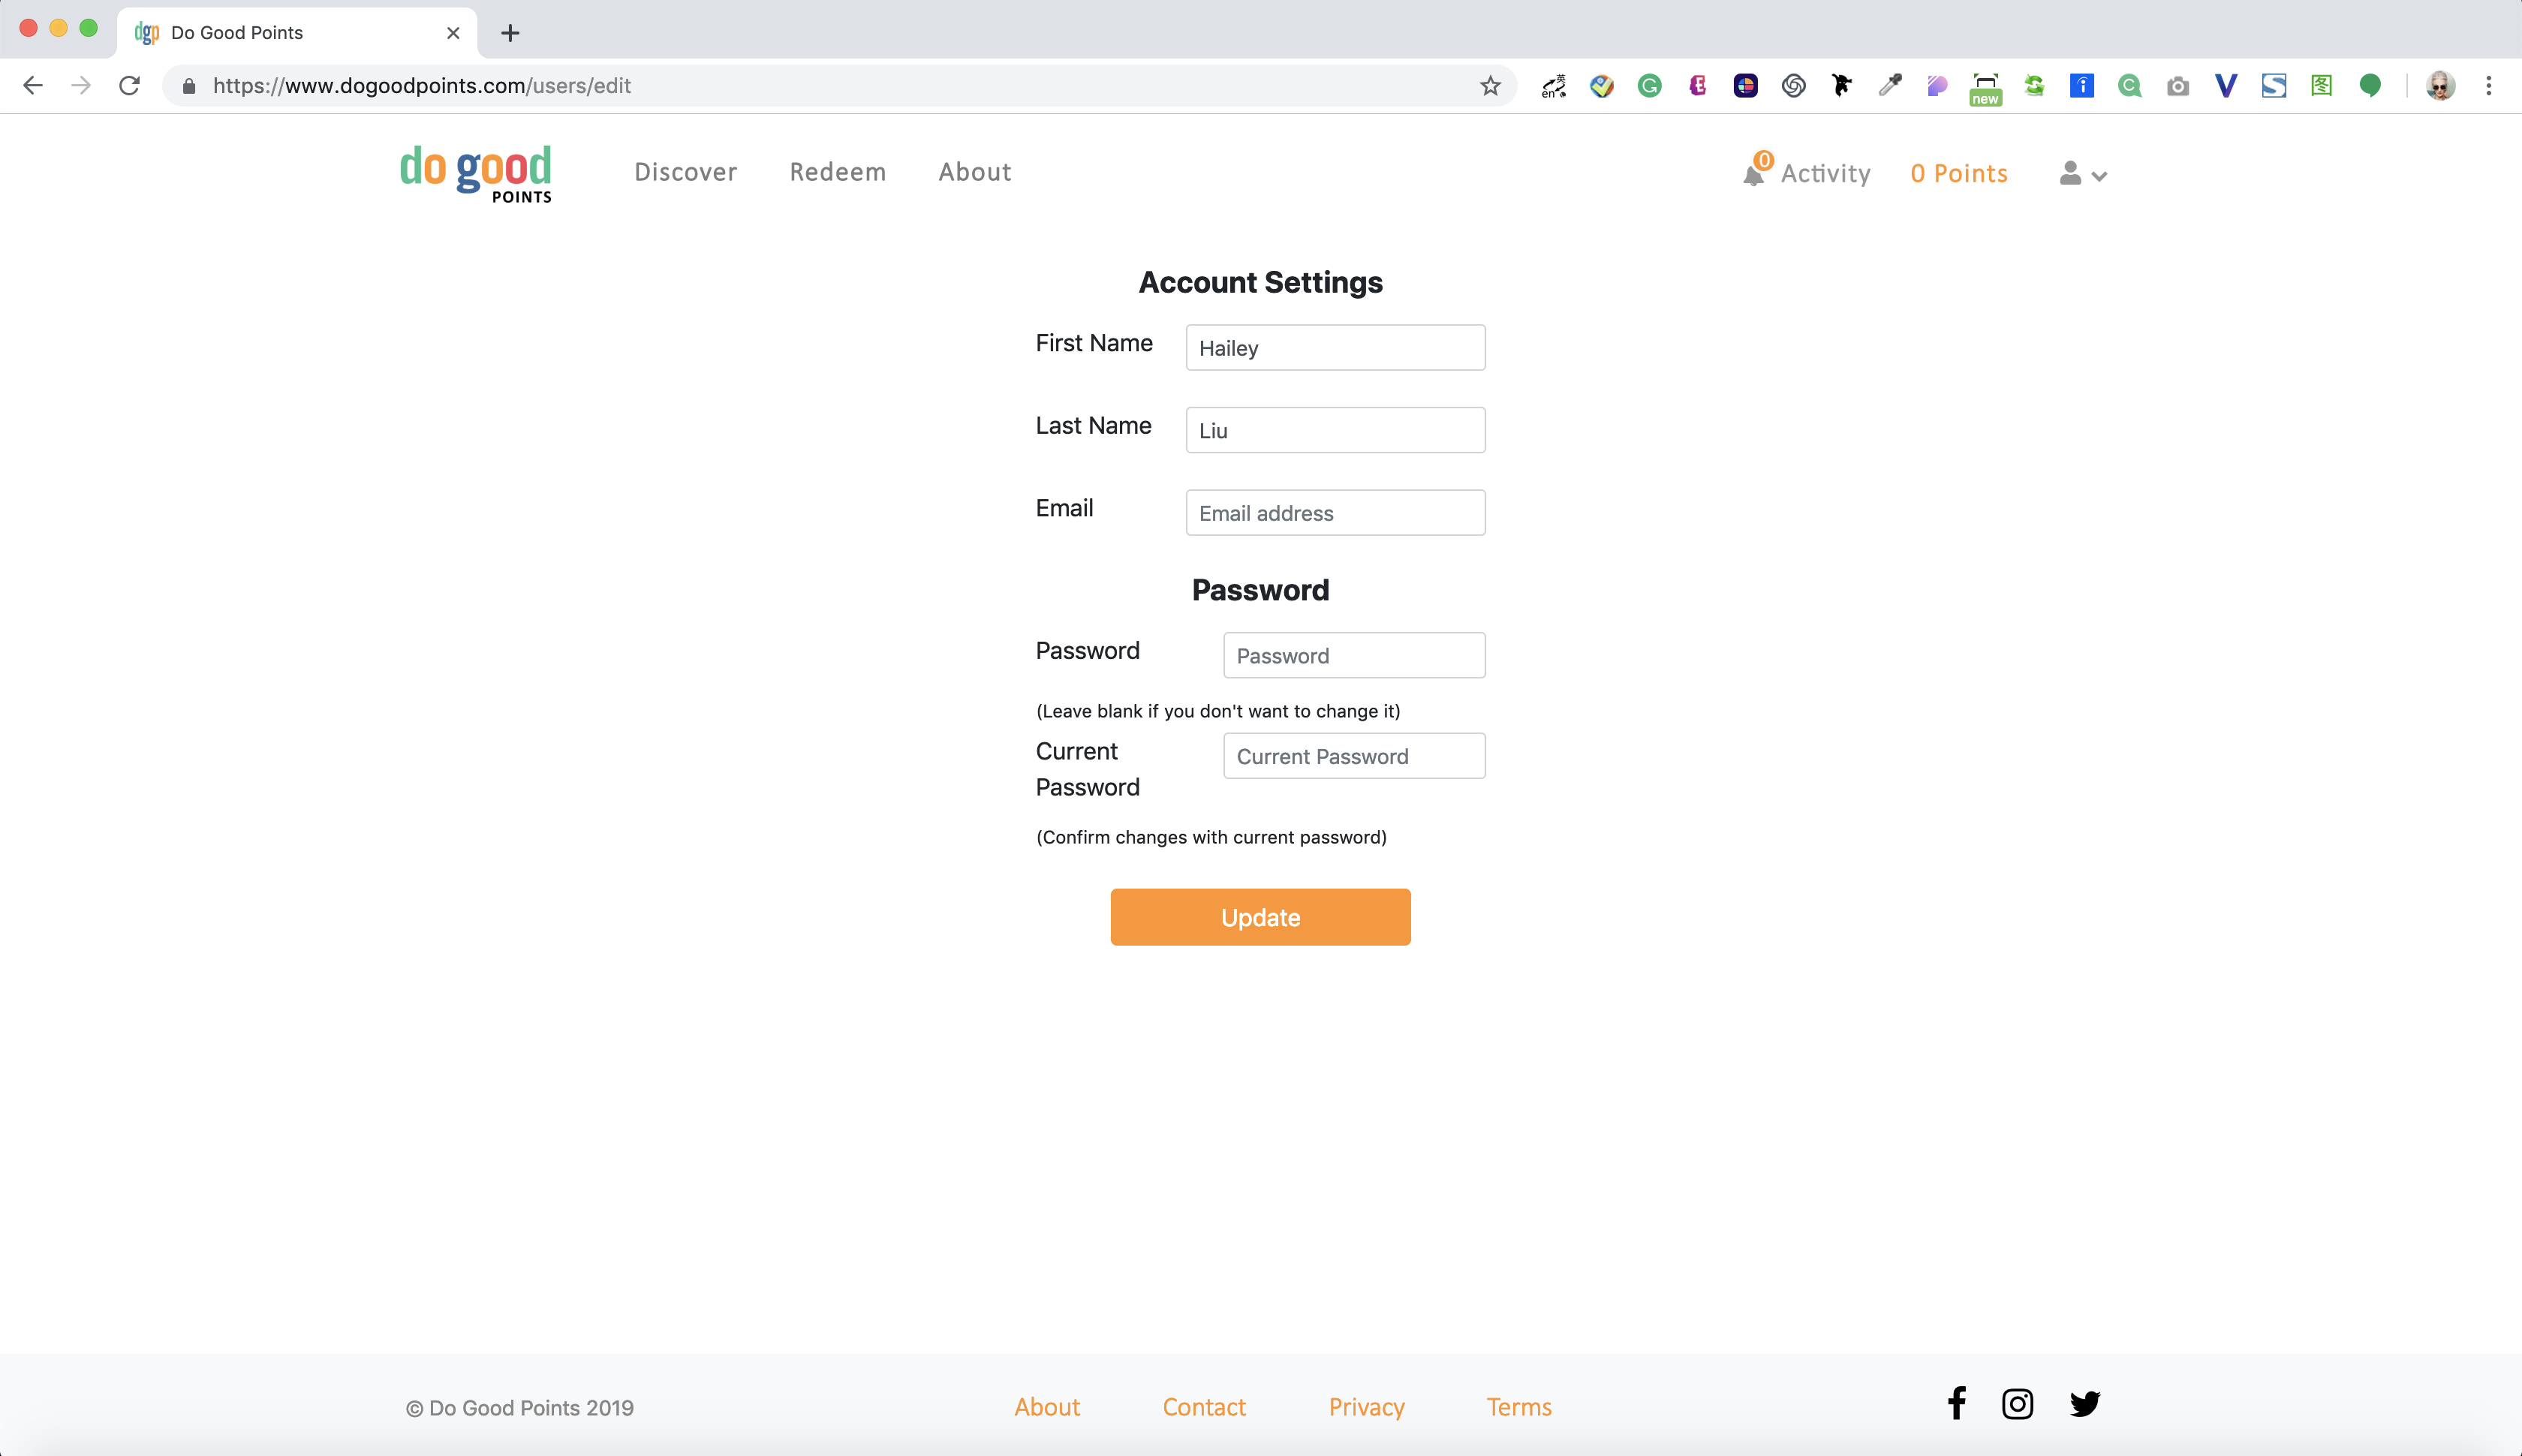 dgp Do Good Points
https://www.dogoodpoints.com/users/edit
en 英
new
图
do good
POINTS
Discover
Redeem
About
0
Activity
0 Points
Account Settings
First Name
Hailey
Last Name
Liu
Email
Email address
Password
Password
Password
(Leave blank if you don't want to change it)
Current
Password
Current Password
(Confirm changes with current password)
Update
© Do Good Points 2019
About
Contact
Privacy
Terms